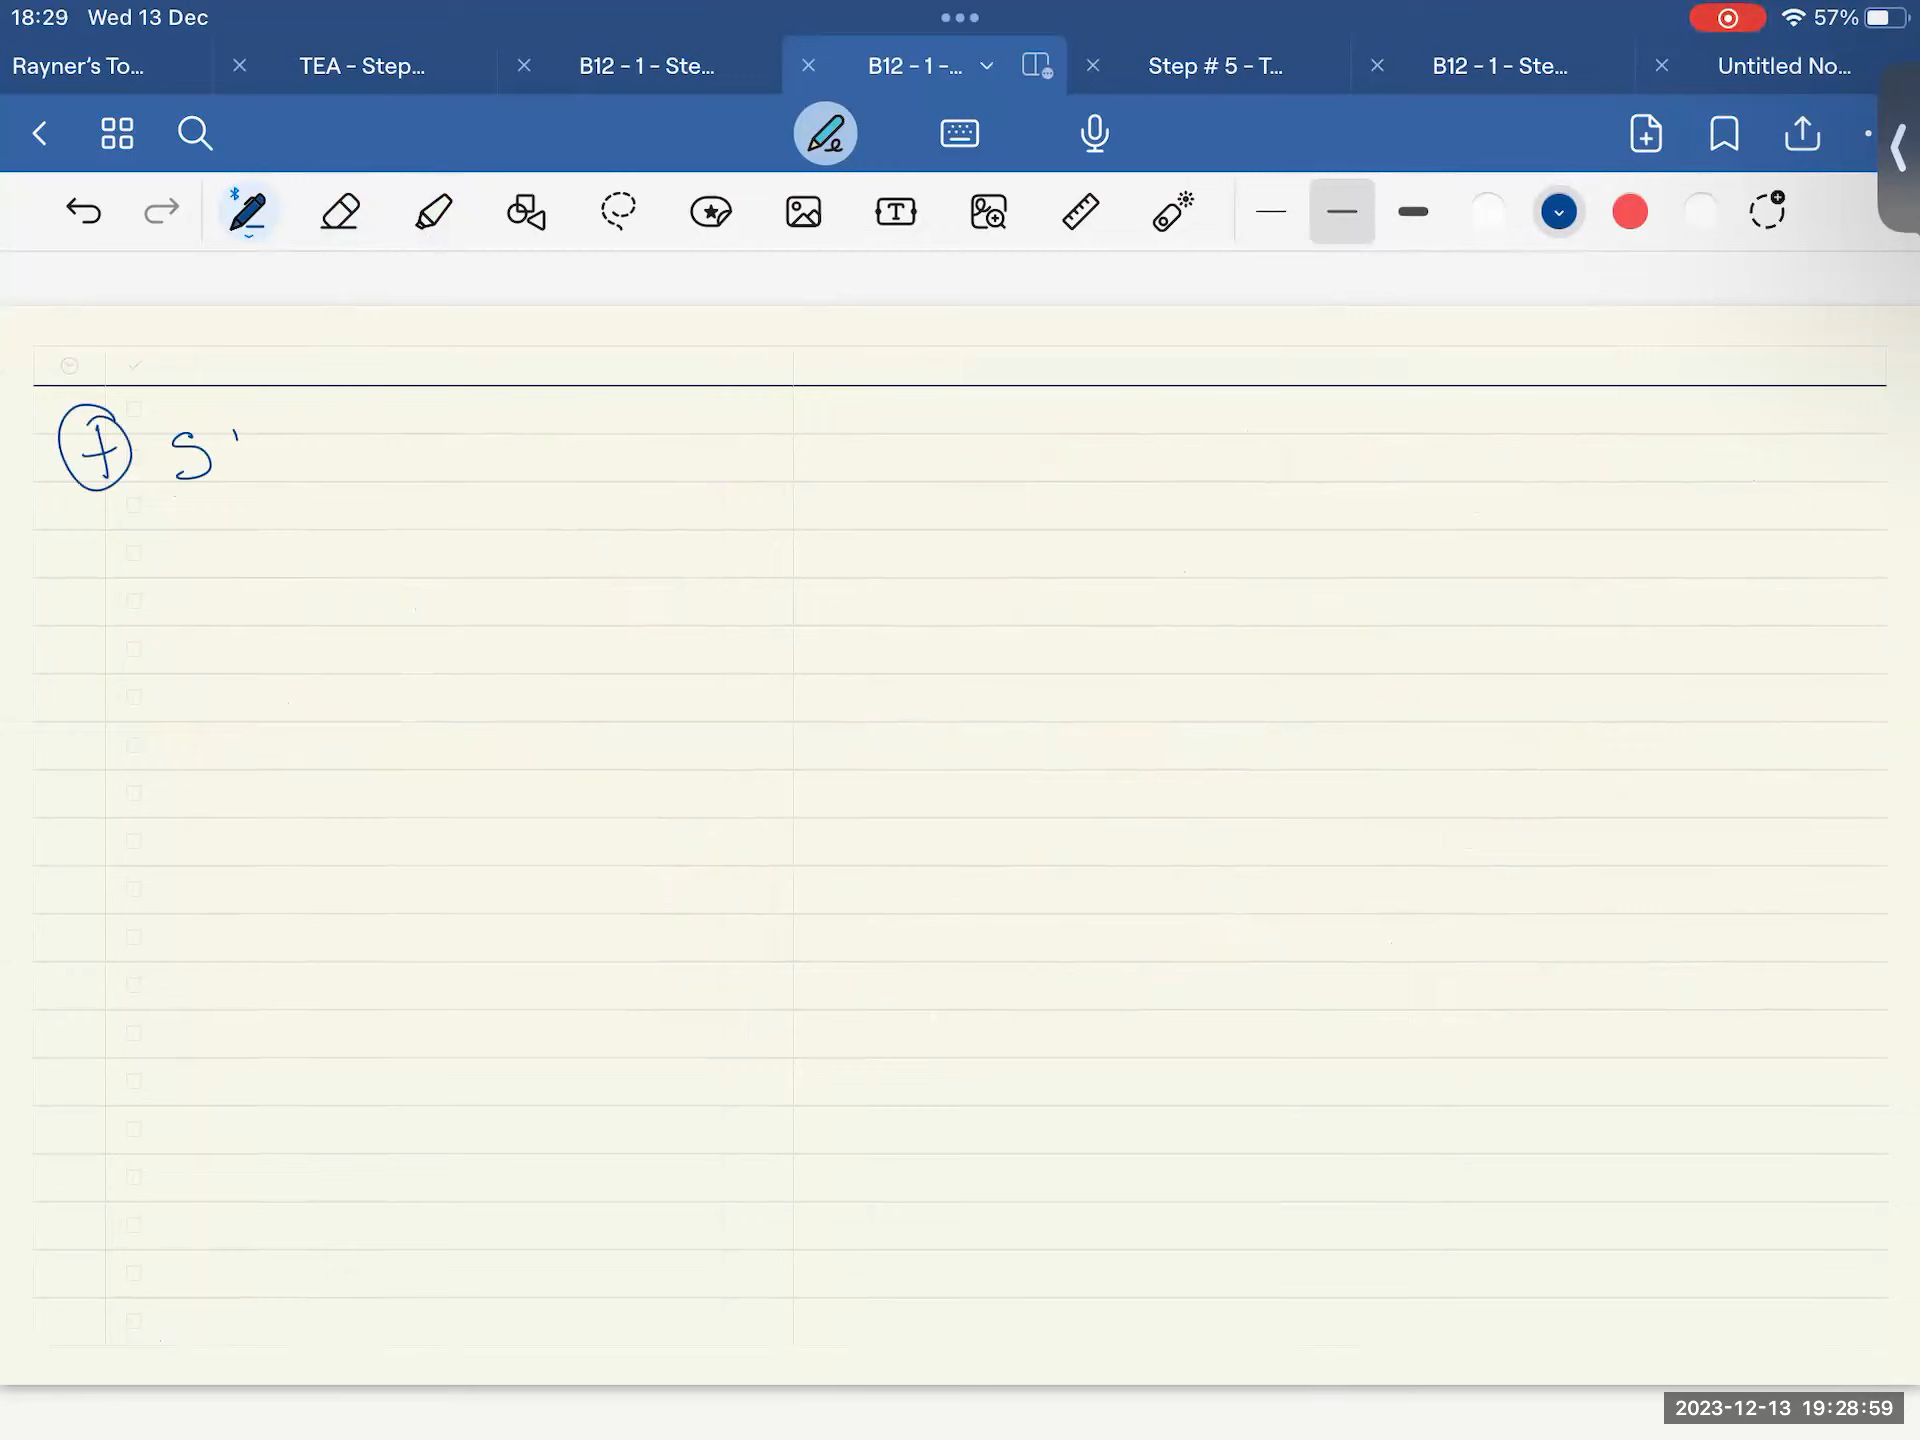 18:29 Wed 13 Dec 57%
Rayner's To... TEA - Step... B12 - 1 - Ste... B12 - 1 -... Step # 5 - T... B12 - 1 - Ste... Untitled No...
T
S
2023-12-13 19:28:59